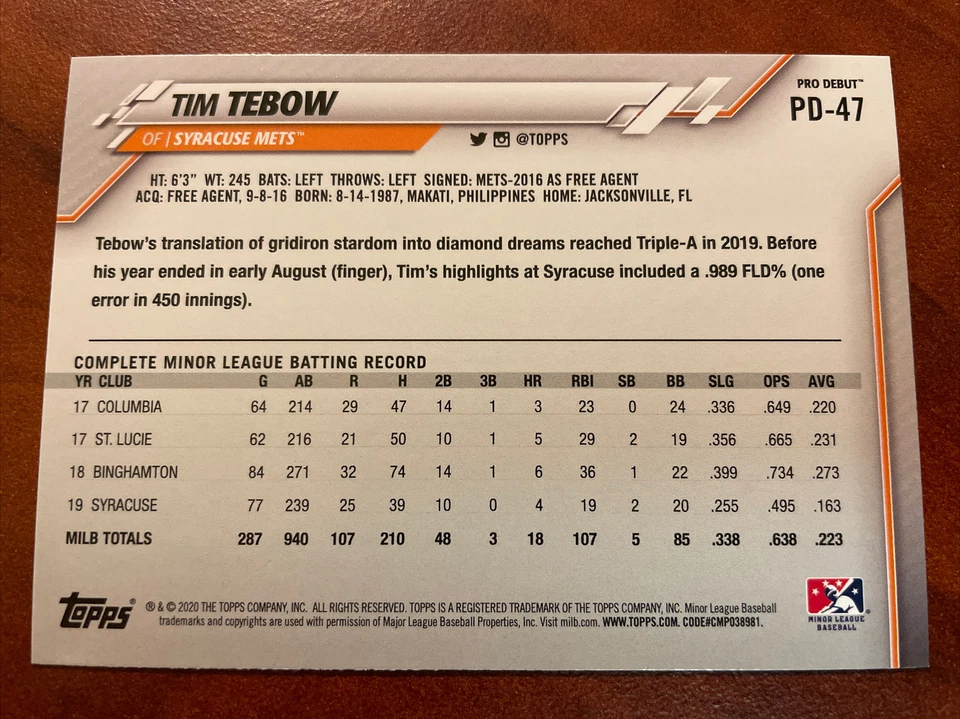 PRO DEBUT™
PD-47
TIM TEBOW
OF | SYRACUSE METS™
@TOPPS
HT: 6'3" WT: 245 BATS: LEFT THROWS: LEFT SIGNED: METS-2016 AS FREE AGENT
ACQ: FREE AGENT, 9-8-16 BORN: 8-14-1987, MAKATI, PHILIPPINES HOME: JACKSONVILLE, FL
Tebow's translation of gridiron stardom into diamond dreams reached Triple-A in 2019. Before
his year ended in early August (finger), Tim's highlights at Syracuse included a .989 FLD% (one
error in 450 innings).
COMPLETE MINOR LEAGUE BATTING RECORD
YR CLUB G AB R H 2B 3B HR RBI SB BB SLG OPS AVG
17 COLUMBIA 64 214 29 47 14 1 3 23 0 24 .336 .649 .220
17 ST. LUCIE 62 216 21 50 10 1 5 29 2 19 .356 .665 .231
18 BINGHAMTON 84 271 32 74 14 1 6 36 1 22 .399 .734 .273
19 SYRACUSE 77 239 25 39 10 0 4 19 2 20 .255 .495 .163
MILB TOTALS 287 940 107 210 48 3 18 107 5 85 .338 .638 .223
topps® ® & © 2020 THE TOPPS COMPANY, INC. ALL RIGHTS RESERVED. TOPPS IS A REGISTERED TRADEMARK OF THE TOPPS COMPANY, INC. Minor League Baseball
trademarks and copyrights are used with permission of Major League Baseball Properties, Inc. Visit milb.com. WWW.TOPPS.COM. CODE#CMP038981.
MINOR LEAGUE
BASEBALL®